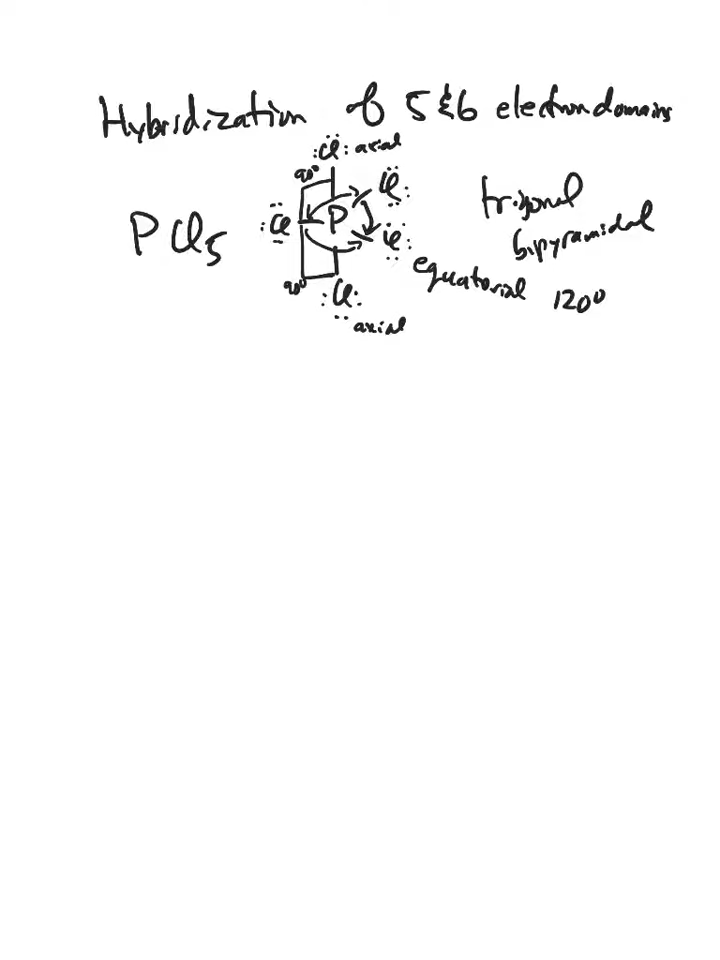 Hybridization of 5 & 6 electron domains
:Cl: axial
90°
Cl:
PCl5 :Cl P trigonal
Cl: bipyramidal
equatorial 120°
90°
:Cl:
axial